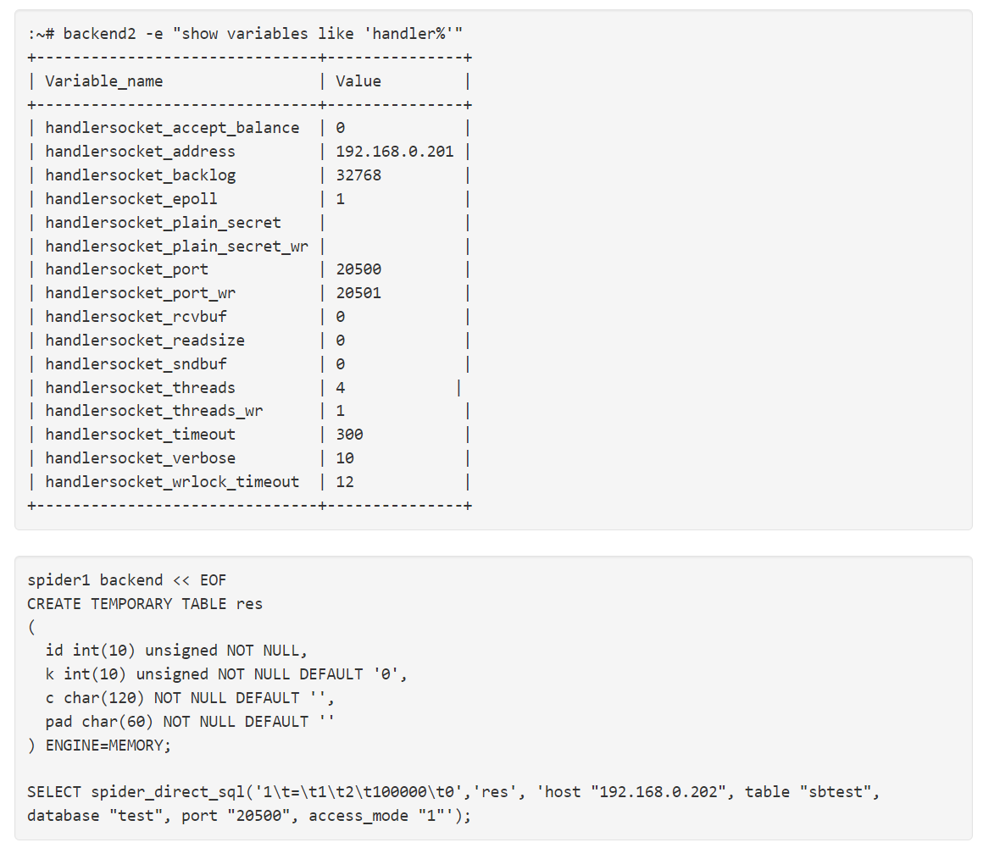 :~# backend2 -e "show variables like 'handler%'"
+-------------------------------+---------------+
| Variable_name                 | Value         |
+-------------------------------+---------------+
| handlersocket_accept_balance  | 0             |
| handlersocket_address         | 192.168.0.201 |
| handlersocket_backlog         | 32768         |
| handlersocket_epoll           | 1             |
| handlersocket_plain_secret    |               |
| handlersocket_plain_secret_wr |               |
| handlersocket_port            | 20500         |
| handlersocket_port_wr         | 20501         |
| handlersocket_rcvbuf          | 0             |
| handlersocket_readsize        | 0             |
| handlersocket_sndbuf          | 0             |
| handlersocket_threads         | 4            |
| handlersocket_threads_wr      | 1             |
| handlersocket_timeout         | 300           |
| handlersocket_verbose         | 10            |
| handlersocket_wrlock_timeout  | 12            |
+-------------------------------+---------------+
spider1 backend << EOF
CREATE TEMPORARY TABLE res
(
  id int(10) unsigned NOT NULL,
  k int(10) unsigned NOT NULL DEFAULT '0',
  c char(120) NOT NULL DEFAULT '',
  pad char(60) NOT NULL DEFAULT ''
) ENGINE=MEMORY;
SELECT spider_direct_sql('1\t=\t1\t2\t100000\t0','res', 'host "192.168.0.202", table "sbtest",
database "test", port "20500", access_mode "1"');